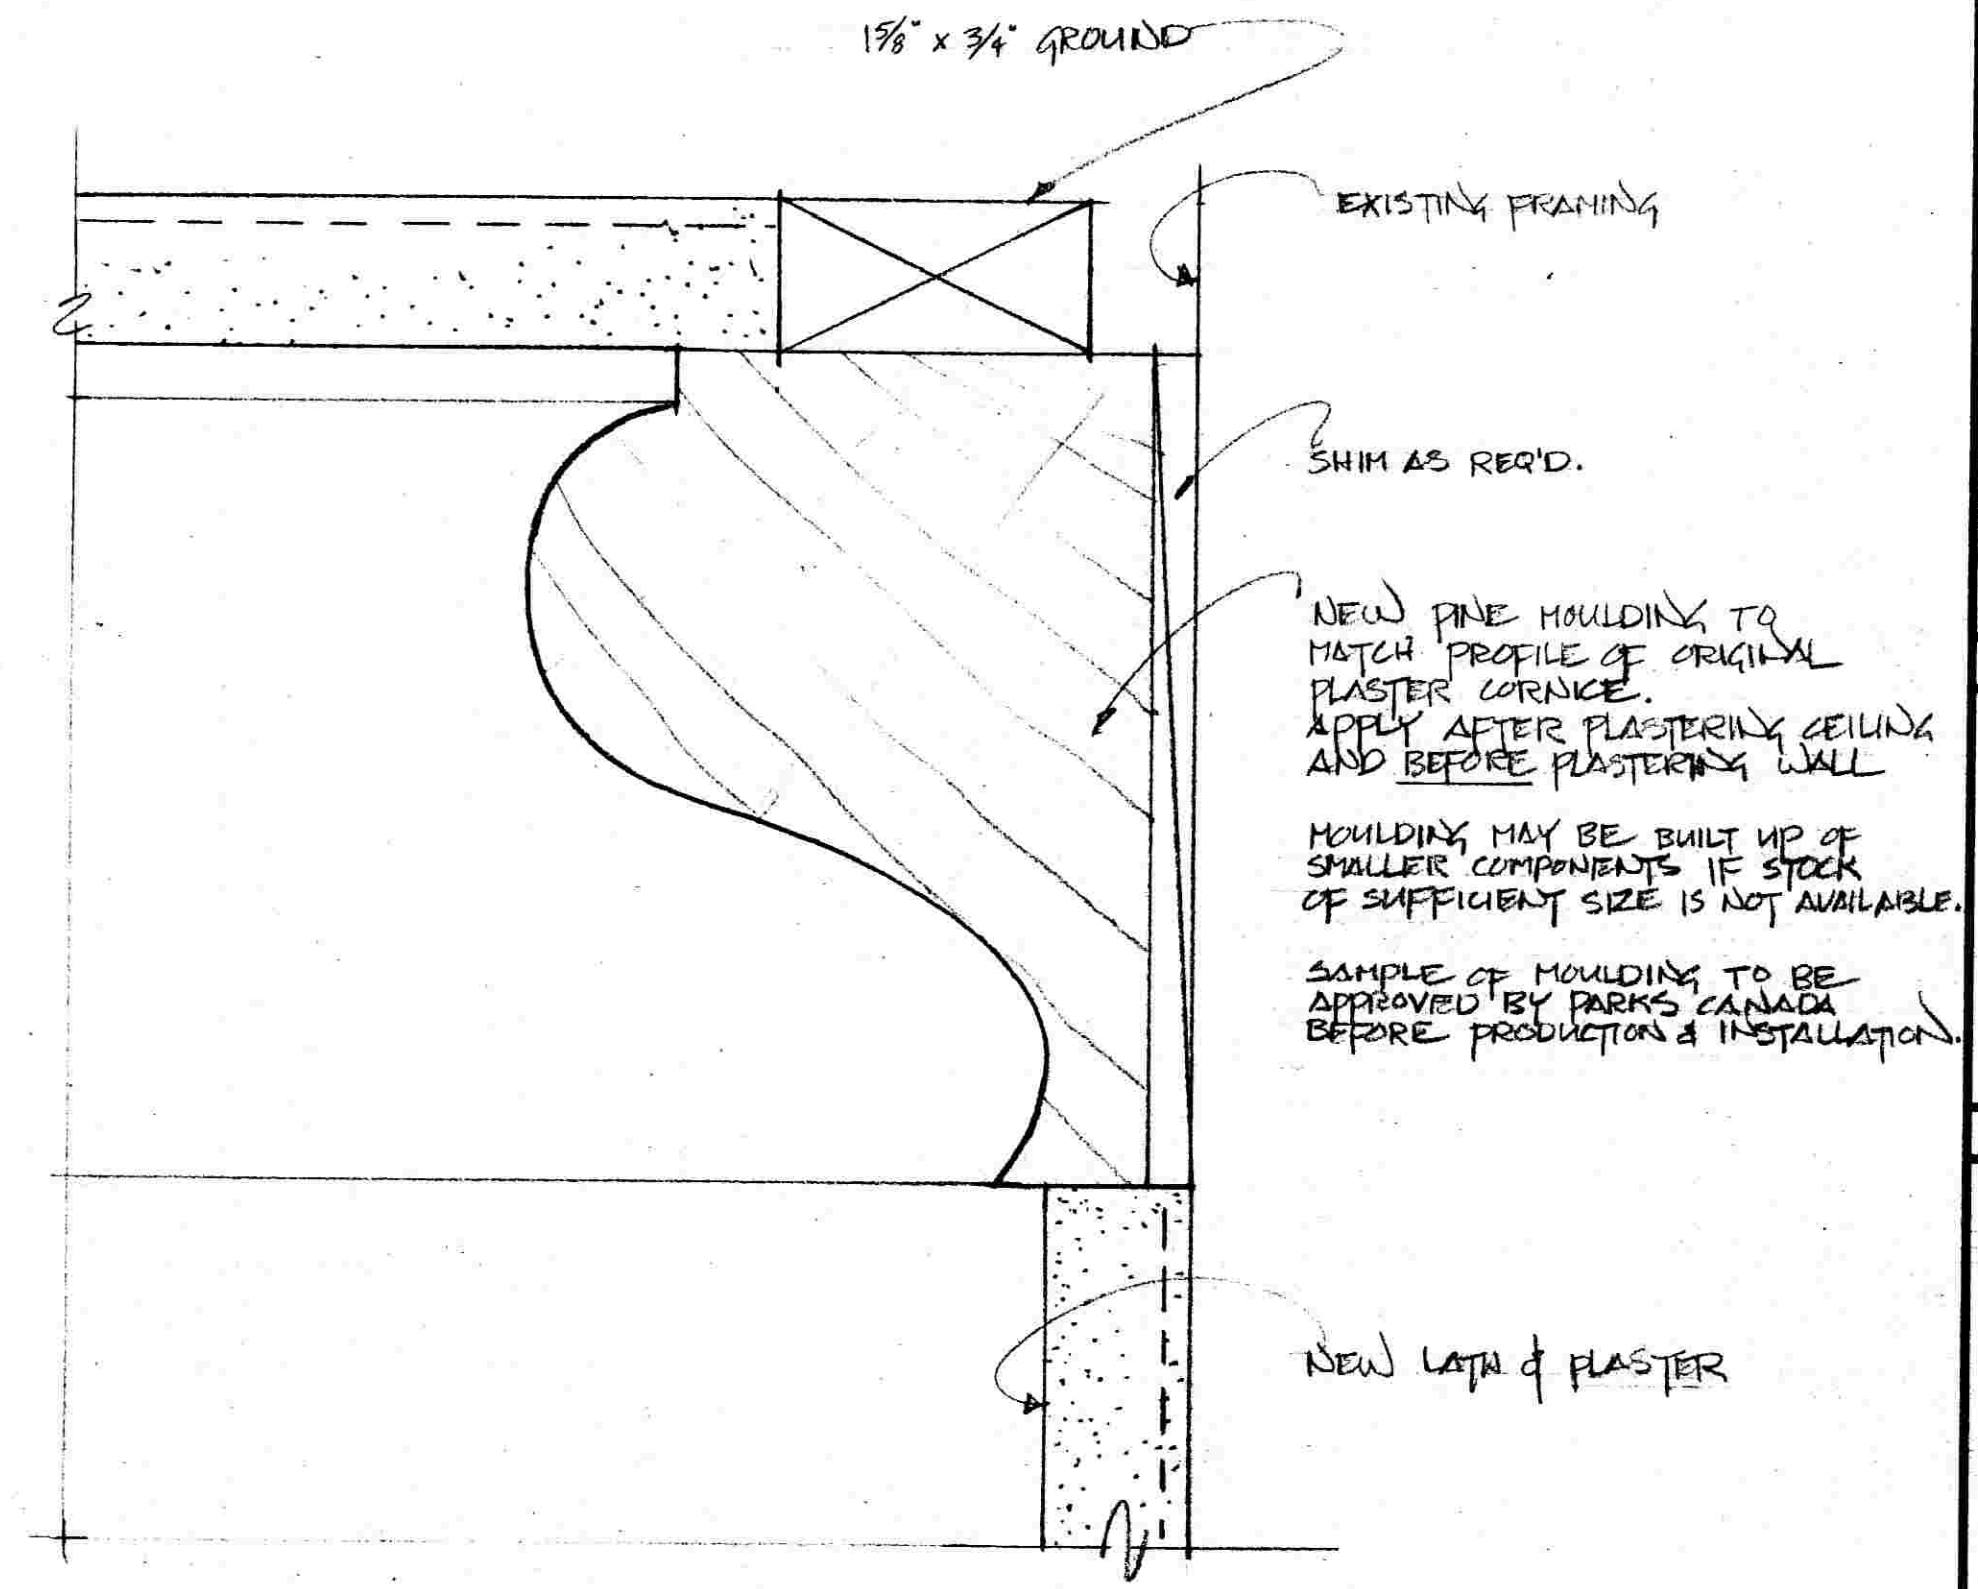 1 5/8" x 3/4" GROUND
EXISTING FRAMING
SHIM AS REQ'D.
NEW PINE MOULDING TO
MATCH PROFILE OF ORIGINAL
PLASTER CORNICE.
APPLY AFTER PLASTERING CEILING
AND BEFORE PLASTERING WALL
MOULDING MAY BE BUILT UP OF
SMALLER COMPONENTS IF STOCK
OF SUFFICIENT SIZE IS NOT AVAILABLE.
SAMPLE OF MOULDING TO BE
APPROVED BY PARKS CANADA
BEFORE PRODUCTION & INSTALLATION.
NEW LATH & PLASTER